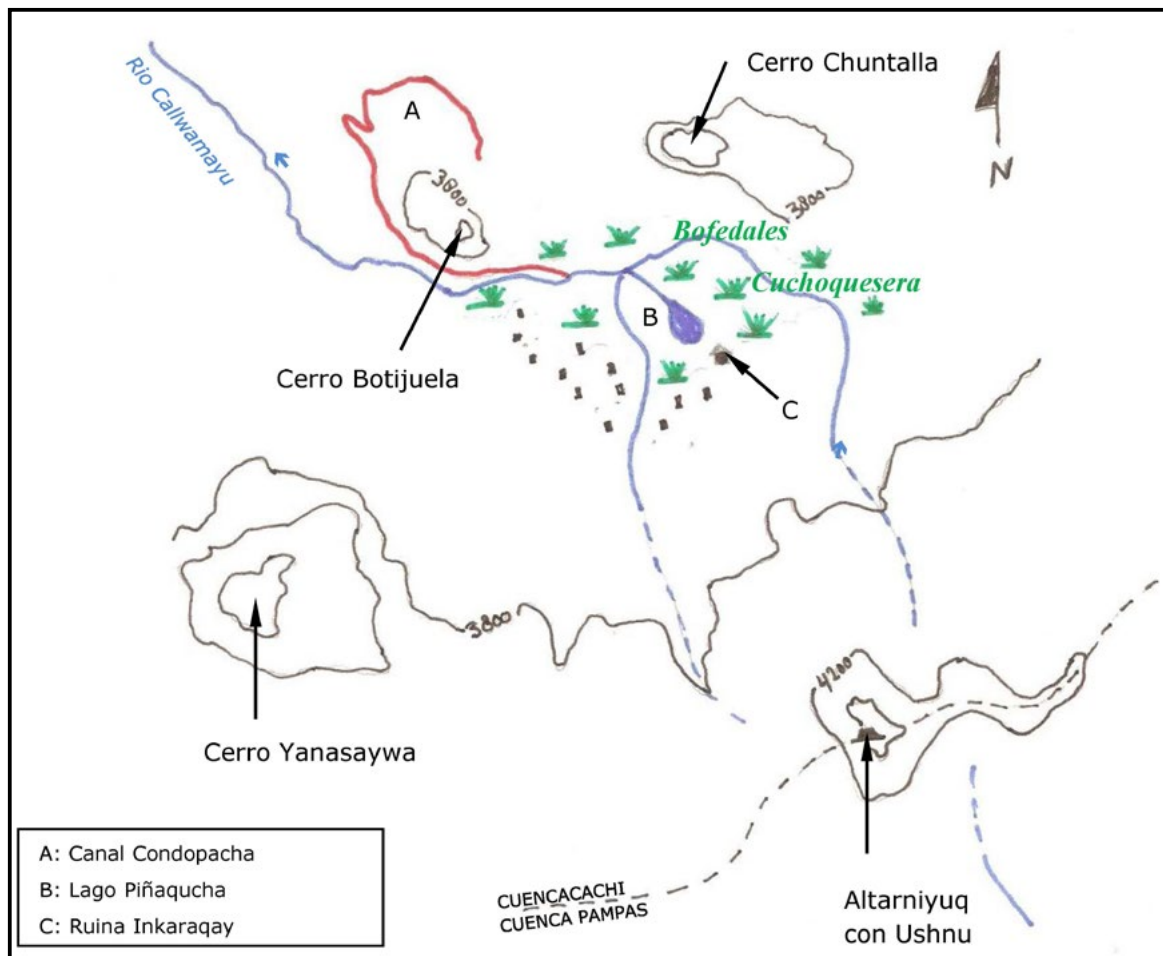 Cerro Chuntalla
Rio Callwamayu
A
N
3800
3800
Bofedales
Cuchoquesera
B
Cerro Botijuela
C
3800
4200
Cerro Yanasaywa
A: Canal Condopacha
B: Lago Piñaqucha
C: Ruina Inkaraqay
CUENCACACHI
CUENCA PAMPAS
Altarniyuq
con Ushnu